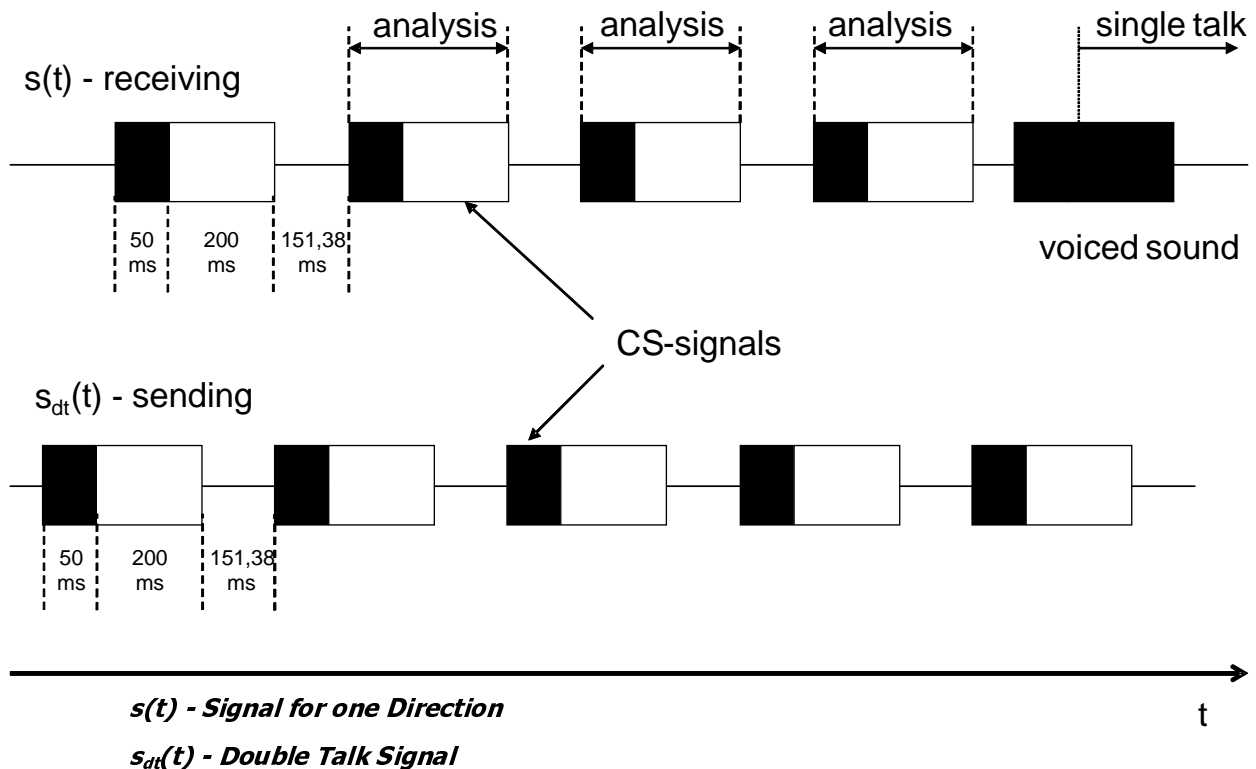 analysis analysis analysis single talk
s(t) - receiving
50 ms 200 ms 151,38 ms
voiced sound
CS-signals
sdt(t) - sending
50 ms 200 ms 151,38 ms
s(t) - Signal for one Direction
t
sdt(t) - Double Talk Signal